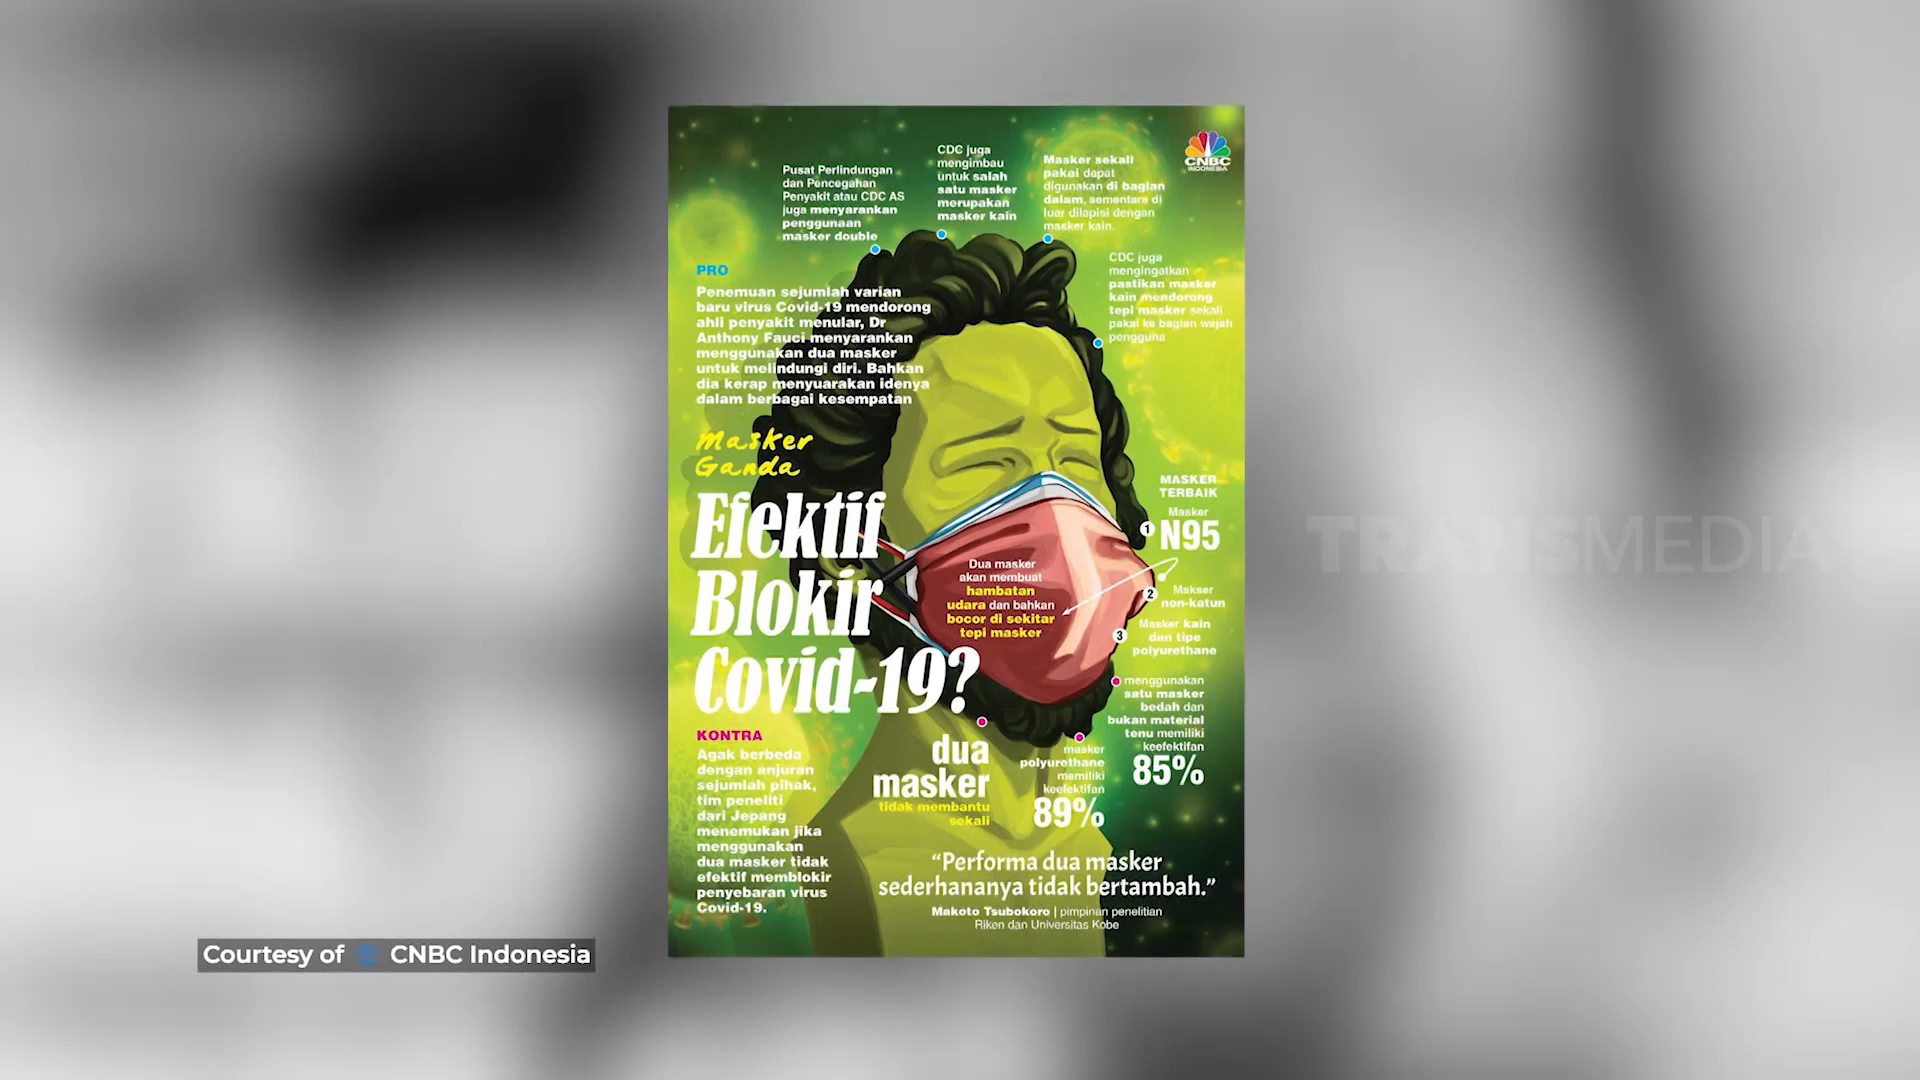 CNBC
INDONESIA
Pusat Perlindungan
dan Pencegahan
Penyakit atau CDC AS
juga menyarankan
penggunaan
masker double
CDC juga
mengimbau
untuk salah
satu masker
merupakan
masker kain
Masker sekali
pakai dapat
digunakan di bagian
dalam, sementara di
luar dilapisi dengan
masker kain.
CDC juga
mengingatkan
pastikan masker
kain mendorong
tepi masker sekali
pakai ke bagian wajah
pengguna
PRO
Penemuan sejumlah varian
baru virus Covid-19 mendorong
ahli penyakit menular, Dr
Anthony Fauci menyarankan
menggunakan dua masker
untuk melindungi diri. Bahkan
dia kerap menyuarakan idenya
dalam berbagai kesempatan
Masker
Ganda
Efektif
Blokir
Covid-19?
Dua masker
akan membuat
hambatan
udara dan bahkan
bocor di sekitar
tepi masker
MASKER
TERBAIK
1 Masker
N95
2 Makser
non-katun
3 Masker kain
dan tipe
polyurethane
menggunakan
satu masker
bedah dan
bukan material
tenu memiliki
keefektifan
85%
masker
polyurethane
memiliki
keefektifan
89%
dua
masker
tidak membantu
sekali
KONTRA
Agak berbeda
dengan anjuran
sejumlah pihak,
tim peneliti
dari Jepang
menemukan jika
menggunakan
dua masker tidak
efektif memblokir
penyebaran virus
Covid-19.
“Performa dua masker
sederhananya tidak bertambah.”
Makoto Tsubokoro | pimpinan penelitian
Riken dan Universitas Kobe
TRANSMEDIA
Courtesy of CNBC Indonesia